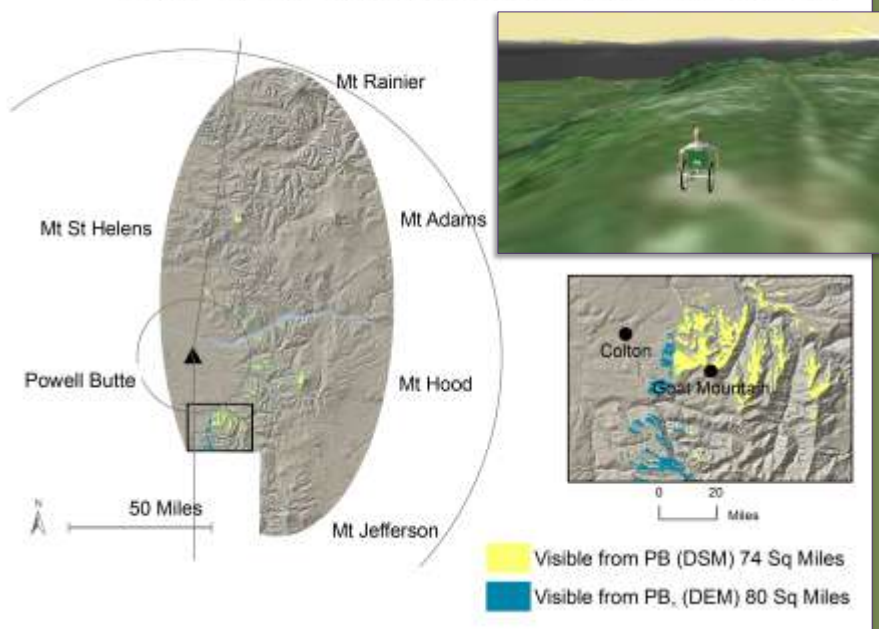 Mt Rainier
Mt St Helens
Mt Adams
Powell Butte
Mt Hood
N
50 Miles
Mt Jefferson
Colton
Goat Mountain
0 20
Miles
Visible from PB (DSM) 74 Sq Miles
Visible from PB, (DEM) 80 Sq Miles